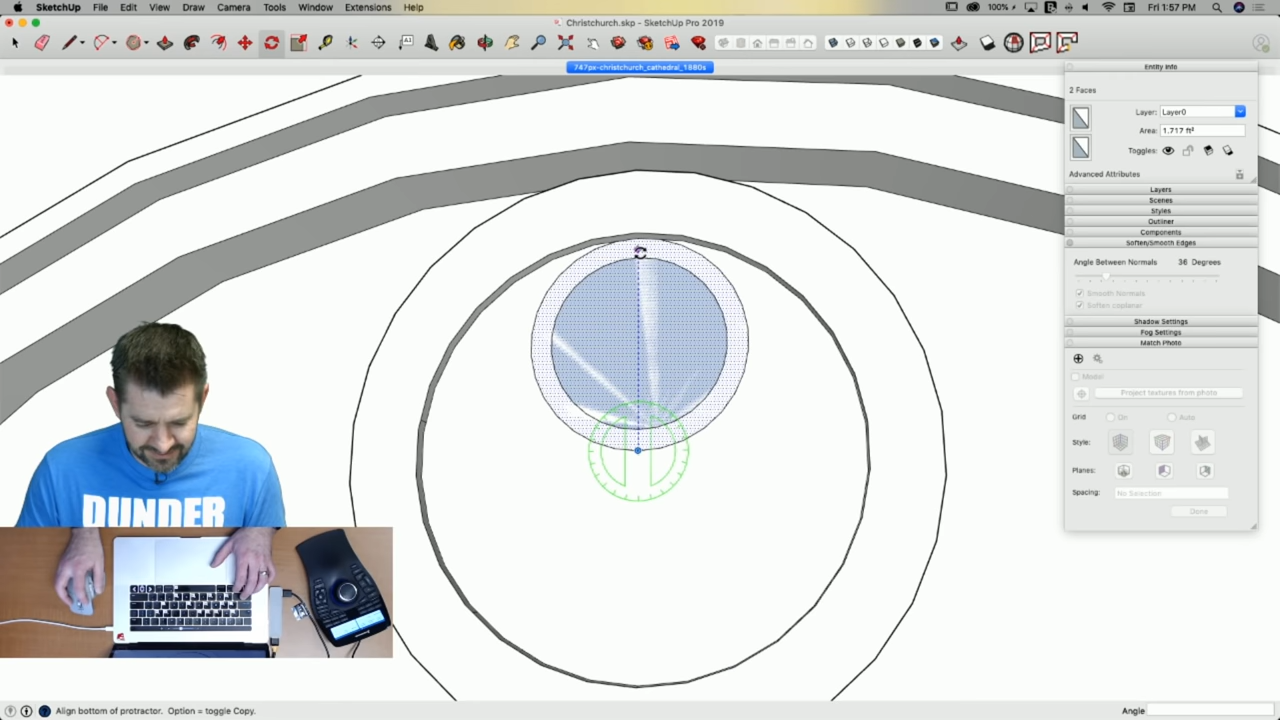 SketchUp File Edit View Draw Camera Tools Window Extensions Help
100% Fri 1:57 PM
Christchurch.skp - SketchUp Pro 2019
747px-christchurch_cathedral_1880s
Entity Info
2 Faces
Layer: Layer0
Area: 1.717 ft²
Toggles:
Advanced Attributes
Layers
Scenes
Styles
Outliner
Components
Soften/Smooth Edges
Angle Between Normals 36 Degrees
Smooth Normals
Soften coplanar
Shadow Settings
Fog Settings
Match Photo
Model
Project textures from photo
Grid On Auto
Style:
Planes:
Spacing: No Selection
Done
DUNDER
Align bottom of protractor. Option = toggle Copy.
Angle